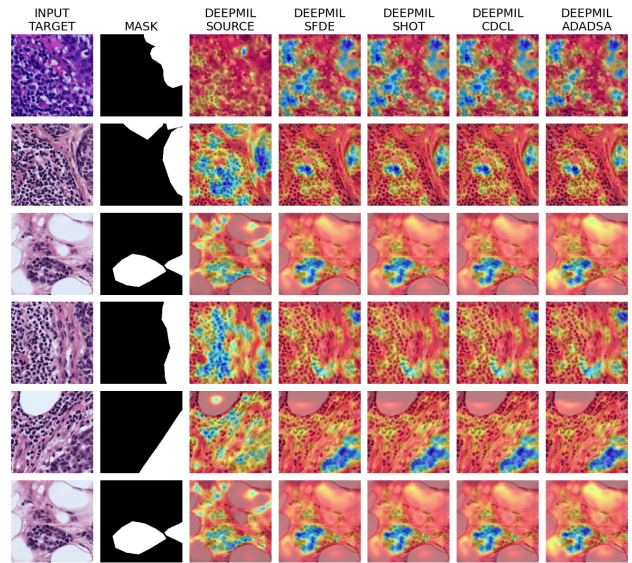 INPUT TARGET
MASK
DEEPMIL SOURCE
DEEPMIL SFDE
DEEPMIL SHOT
DEEPMIL CDCL
DEEPMIL ADADSA